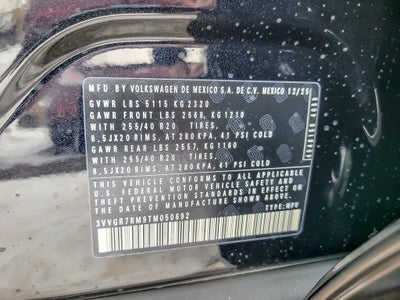 MFD BY VOLKSWAGEN DE MEXICO S.A. DE C.V. MEXICO 12/25
GVWR LBS 5115 KG 2320
GAWR FRONT LBS 2668, KG 1210
WITH 255/40 R20 TIRES,
8,5JX20 RIMS, AT 280 KPA, 41 PSI COLD
GAWR REAR LBS 2557, KG 1160
WITH 255/40 R20 TIRES,
8,5JX20 RIMS, AT 280 KPA, 41 PSI COLD
THIS VEHICLE CONFORMS TO ALL APPLICABLE
U.S. FEDERAL MOTOR VEHICLE SAFETY
STANDARDS IN EFFECT ON THE DATE OF
MANUFACTURE SHOWN ABOVE.
3VVGR7RM9TM050692
TYPE: MPV